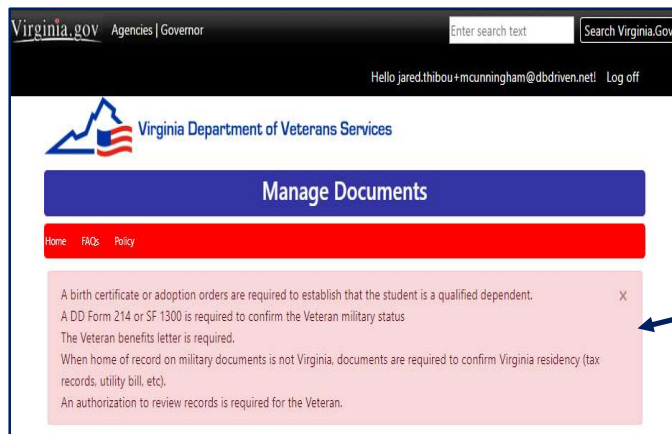 Virginia.gov Agencies | Governor Enter search text Search Virginia.Gov
Hello jared.thibou+mcunningham@dbdriven.net! Log off
Virginia Department of Veterans Services
Manage Documents
Home FAQs Policy
A birth certificate or adoption orders are required to establish that the student is a qualified dependent. X
A DD Form 214 or SF 1300 is required to confirm the Veteran military status
The Veteran benefits letter is required.
When home of record on military documents is not Virginia, documents are required to confirm Virginia residency (tax
records, utility bill, etc).
An authorization to review records is required for the Veteran.